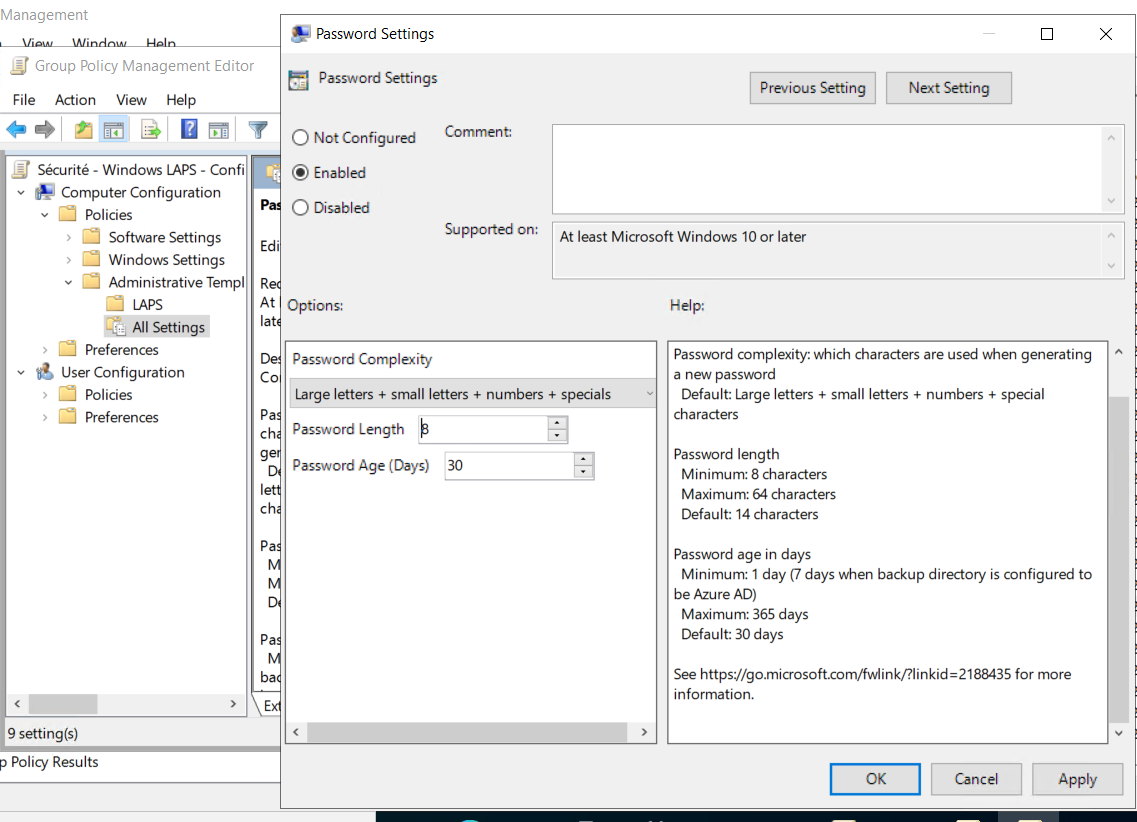 Management
View Window Help
Group Policy Management Editor
File Action View Help
Sécurité - Windows LAPS - Confi
Computer Configuration
Policies
Software Settings
Windows Settings
Administrative Templ
LAPS
All Settings
Preferences
User Configuration
Policies
Preferences
9 setting(s)
p Policy Results
Pas
Edi
Rec
At l
late
Des
Co
Pas
cha
ger
De
lett
cha
Pas
M
M
De
Pas
M
bac
Ext
Password Settings
Password Settings
Previous Setting
Next Setting
Not Configured
Enabled
Disabled
Comment:
Supported on:
At least Microsoft Windows 10 or later
Options:
Help:
Password Complexity
Large letters + small letters + numbers + specials
Password Length 8
Password Age (Days) 30
Password complexity: which characters are used when generating
a new password
Default: Large letters + small letters + numbers + special
characters
Password length
Minimum: 8 characters
Maximum: 64 characters
Default: 14 characters
Password age in days
Minimum: 1 day (7 days when backup directory is configured to
be Azure AD)
Maximum: 365 days
Default: 30 days
See https://go.microsoft.com/fwlink/?linkid=2188435 for more
information.
OK
Cancel
Apply